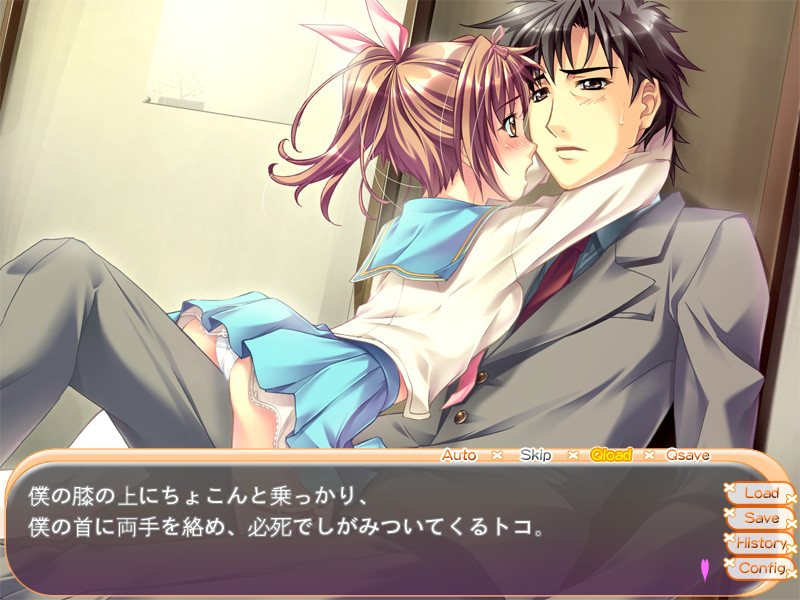 Auto Skip Qload Qsave
僕の膝の上にちょこんと乗っかり、
僕の首に両手を絡め、必死でしがみついてくるトコ。
Load
Save
History
Config